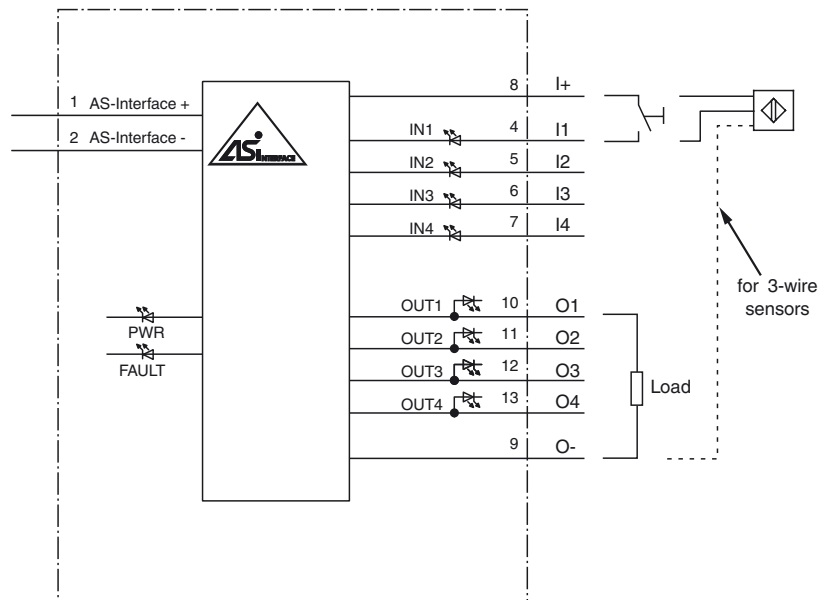 1 AS-Interface +
2 AS-Interface -
ASi INTERFACE
8 I+
IN1 4 I1
IN2 5 I2
IN3 6 I3
IN4 7 I4
for 3-wire
sensors
PWR
FAULT
OUT1 10 O1
OUT2 11 O2
OUT3 12 O3
OUT4 13 O4
Load
9 O-